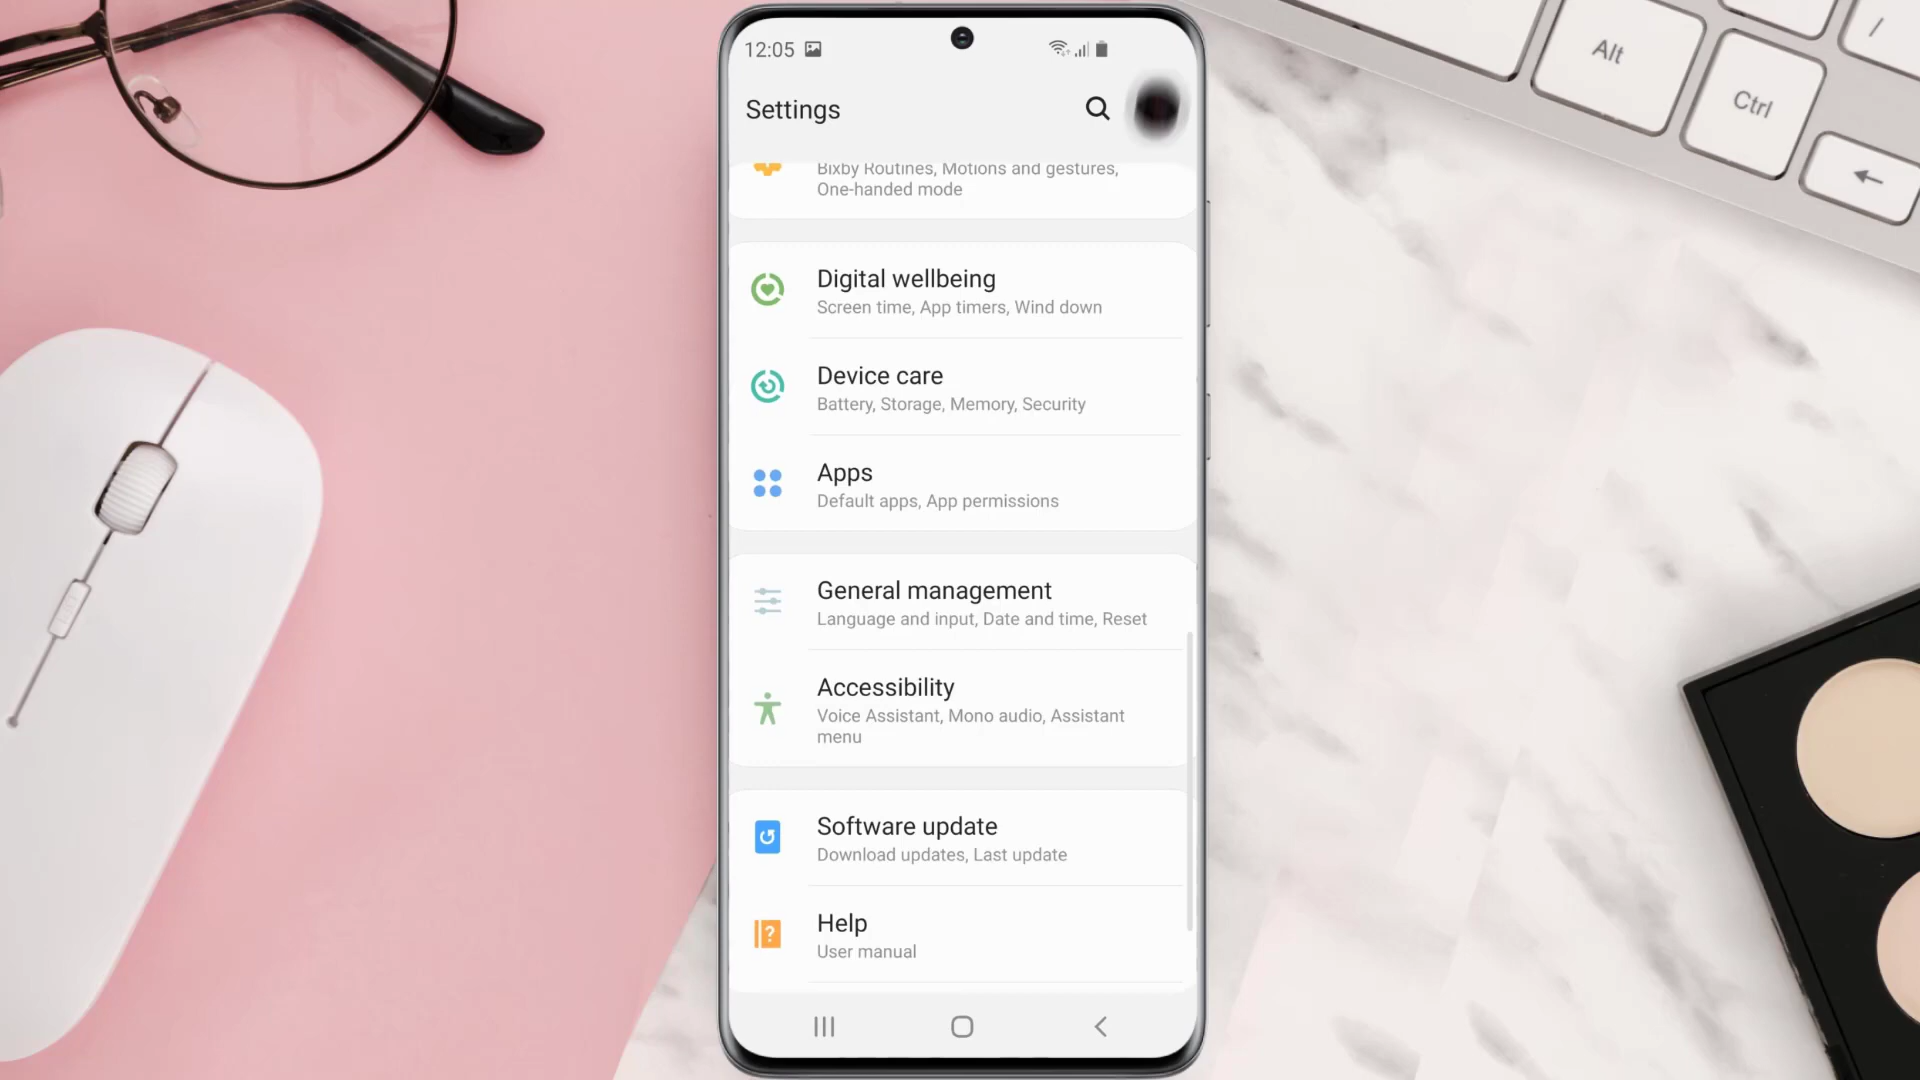 12:05
Settings
Bixby Routines, Motions and gestures,
One-handed mode
Digital wellbeing
Screen time, App timers, Wind down
Device care
Battery, Storage, Memory, Security
Apps
Default apps, App permissions
General management
Language and input, Date and time, Reset
Accessibility
Voice Assistant, Mono audio, Assistant
menu
Software update
Download updates, Last update
Help
User manual
Alt
Ctrl
/